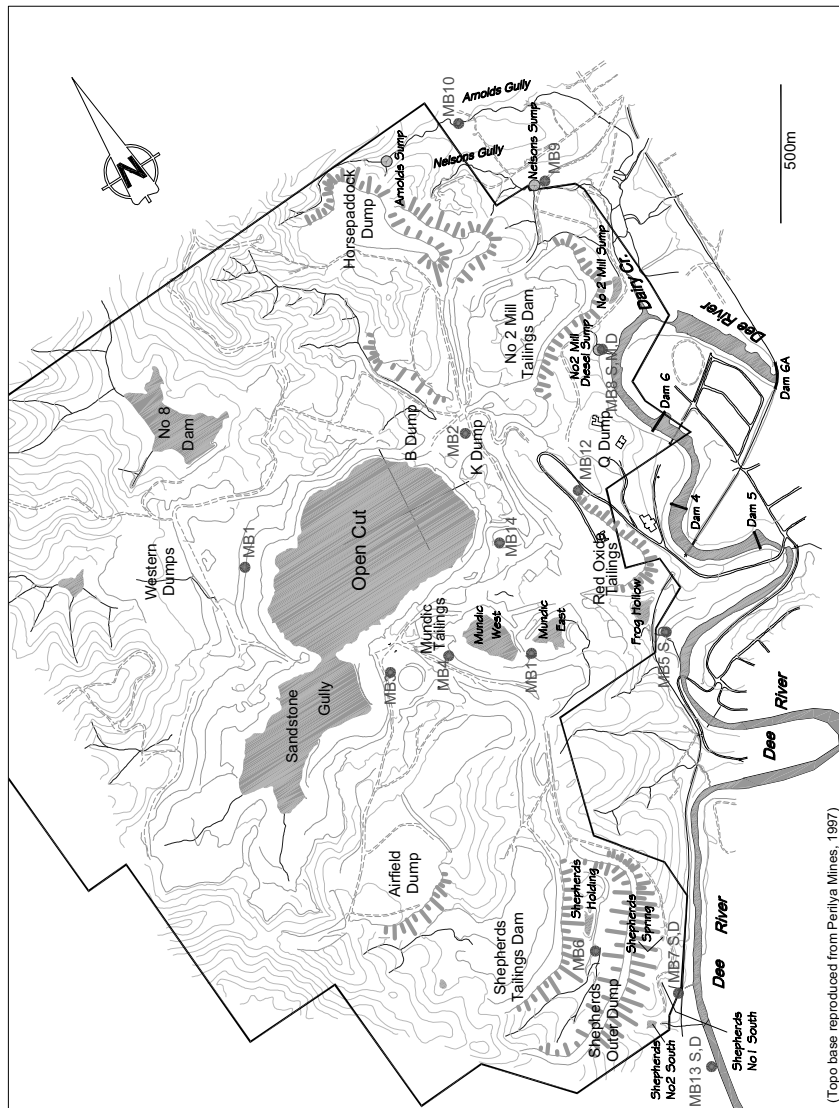 N
Western
Dumps
No 8
Dam
MB1
Sandstone
Gully
Open Cut
Horsepaddock
Dump
Airfield
Dump
MB3
Arnolds Sump
B Dump
Mundic
Tailings
MB4
MB2
K Dump
MB10
Arnolds Gully
Nelsons Gully
Mundic
West
MB14
Shepherds
Tailings Dam
No 2 Mill
Tailings Dam
MB11
Mundic
East
Nelsons Sump
MB9
Shepherds
Holding
MB6
MB12
No2 Mill
Diesel Sump
No 2 Mill Sump
Shepherds
Outer Dump
Red Oxide
Tailings
Q Dump
MB8 S,N,D
Shepherds
Spring
Frog Hollow
Dairy Cr.
MB7 S,D
MB5 S,D
Dam 6
Shepherds
No2 South
Dam 4
MB13 S,D
Dee River
Dee River
Dam 5
Dee River
Shepherds
No1 South
Dam 6A
500m
(Topo base reproduced from Perilya Mines, 1997)